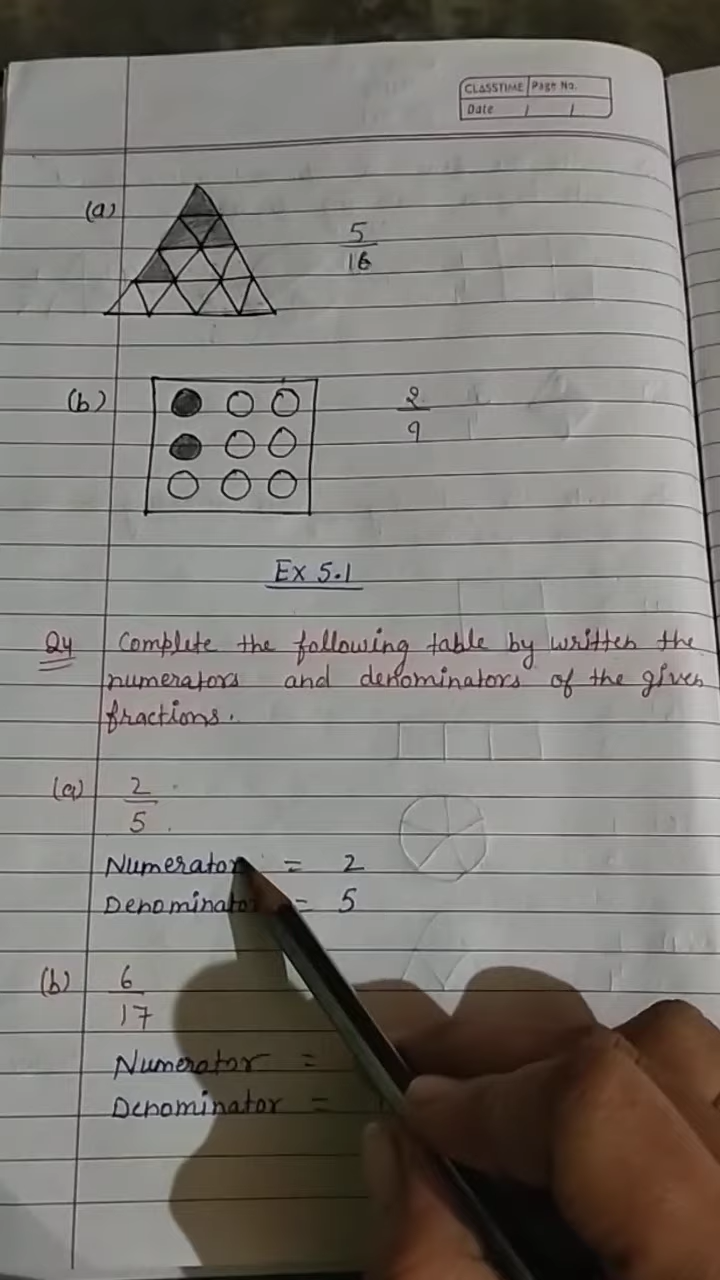 CLASSTIME Page No.
Date / /
(a) 5/16
(b) 2/9
Ex 5.1
Q4 Complete the following table by written the
numerators and denominators of the given
fractions.
(a) 2/5
Numerator = 2
Denominator = 5
(b) 6/17
Numerator =
Denominator =